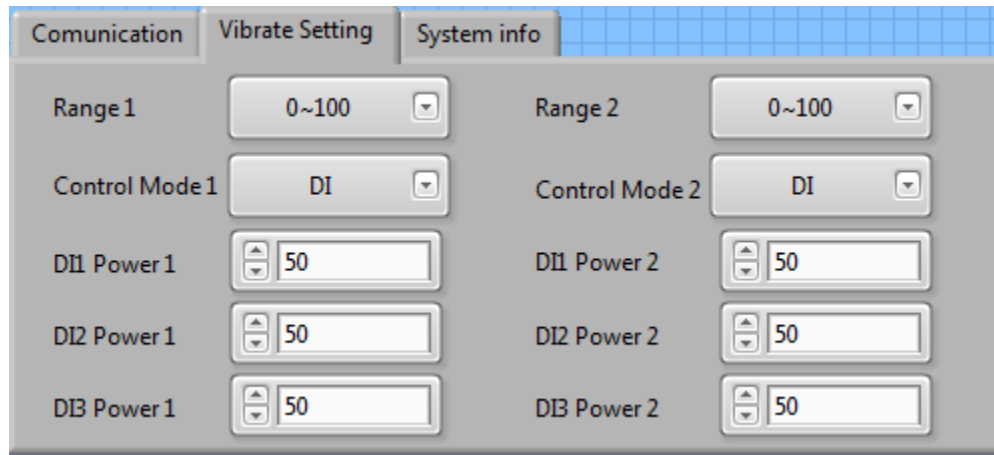 Comunication Vibrate Setting System info
Range 1 0~100 Range 2 0~100
Control Mode 1 DI Control Mode 2 DI
DI1 Power 1 50 DI1 Power 2 50
DI2 Power 1 50 DI2 Power 2 50
DI3 Power 1 50 DI3 Power 2 50